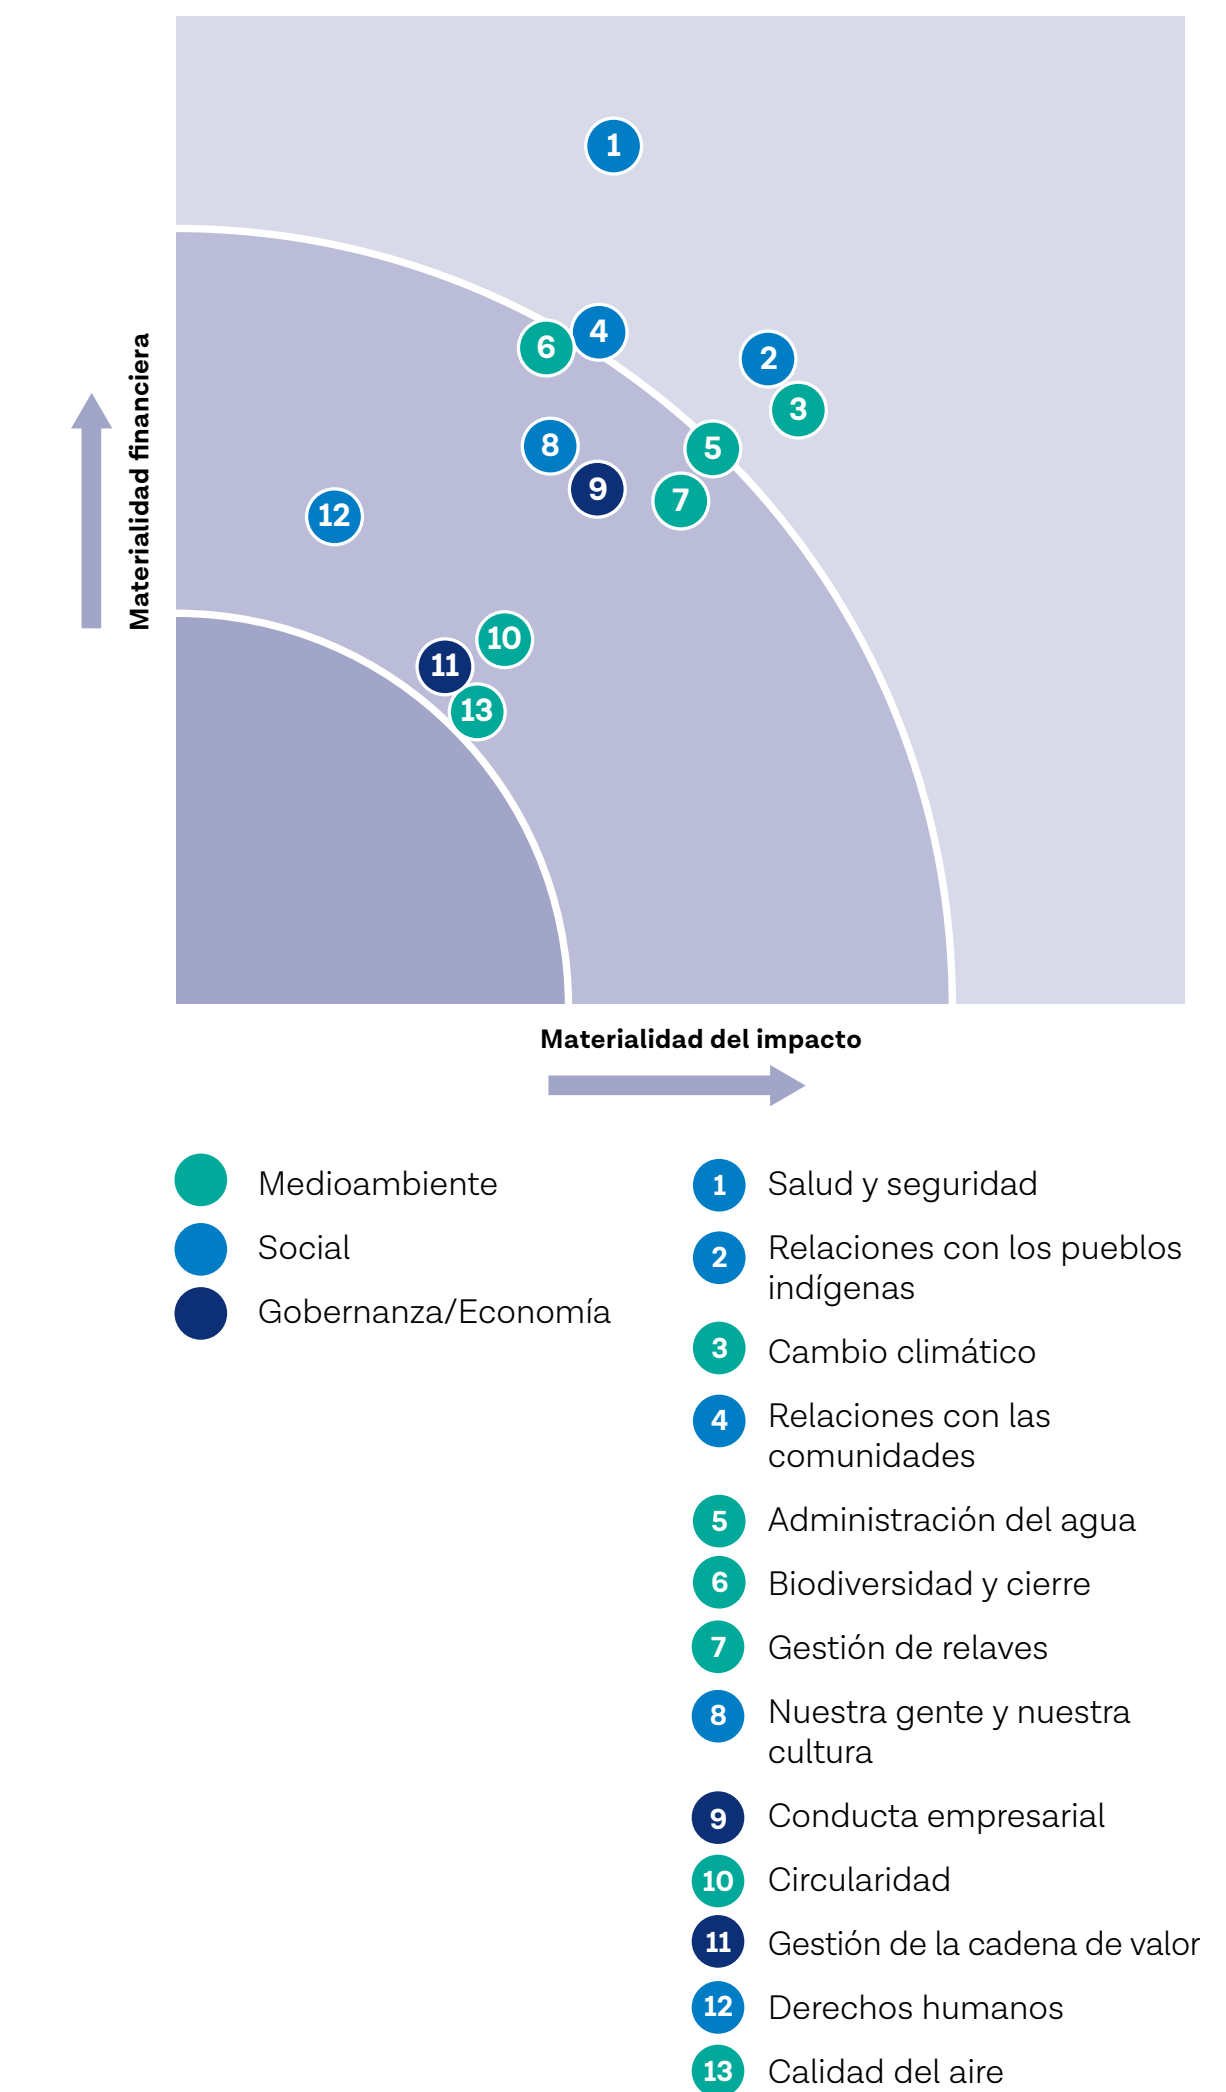 1
4
6
2
3
8
5
9
7
12
10
11
13
Materialidad financiera
Materialidad del impacto
Medioambiente
Social
Gobernanza/Economía
1 Salud y seguridad
2 Relaciones con los pueblos
indígenas
3 Cambio climático
4 Relaciones con las
comunidades
5 Administración del agua
6 Biodiversidad y cierre
7 Gestión de relaves
8 Nuestra gente y nuestra
cultura
9 Conducta empresarial
10 Circularidad
11 Gestión de la cadena de valor
12 Derechos humanos
13 Calidad del aire